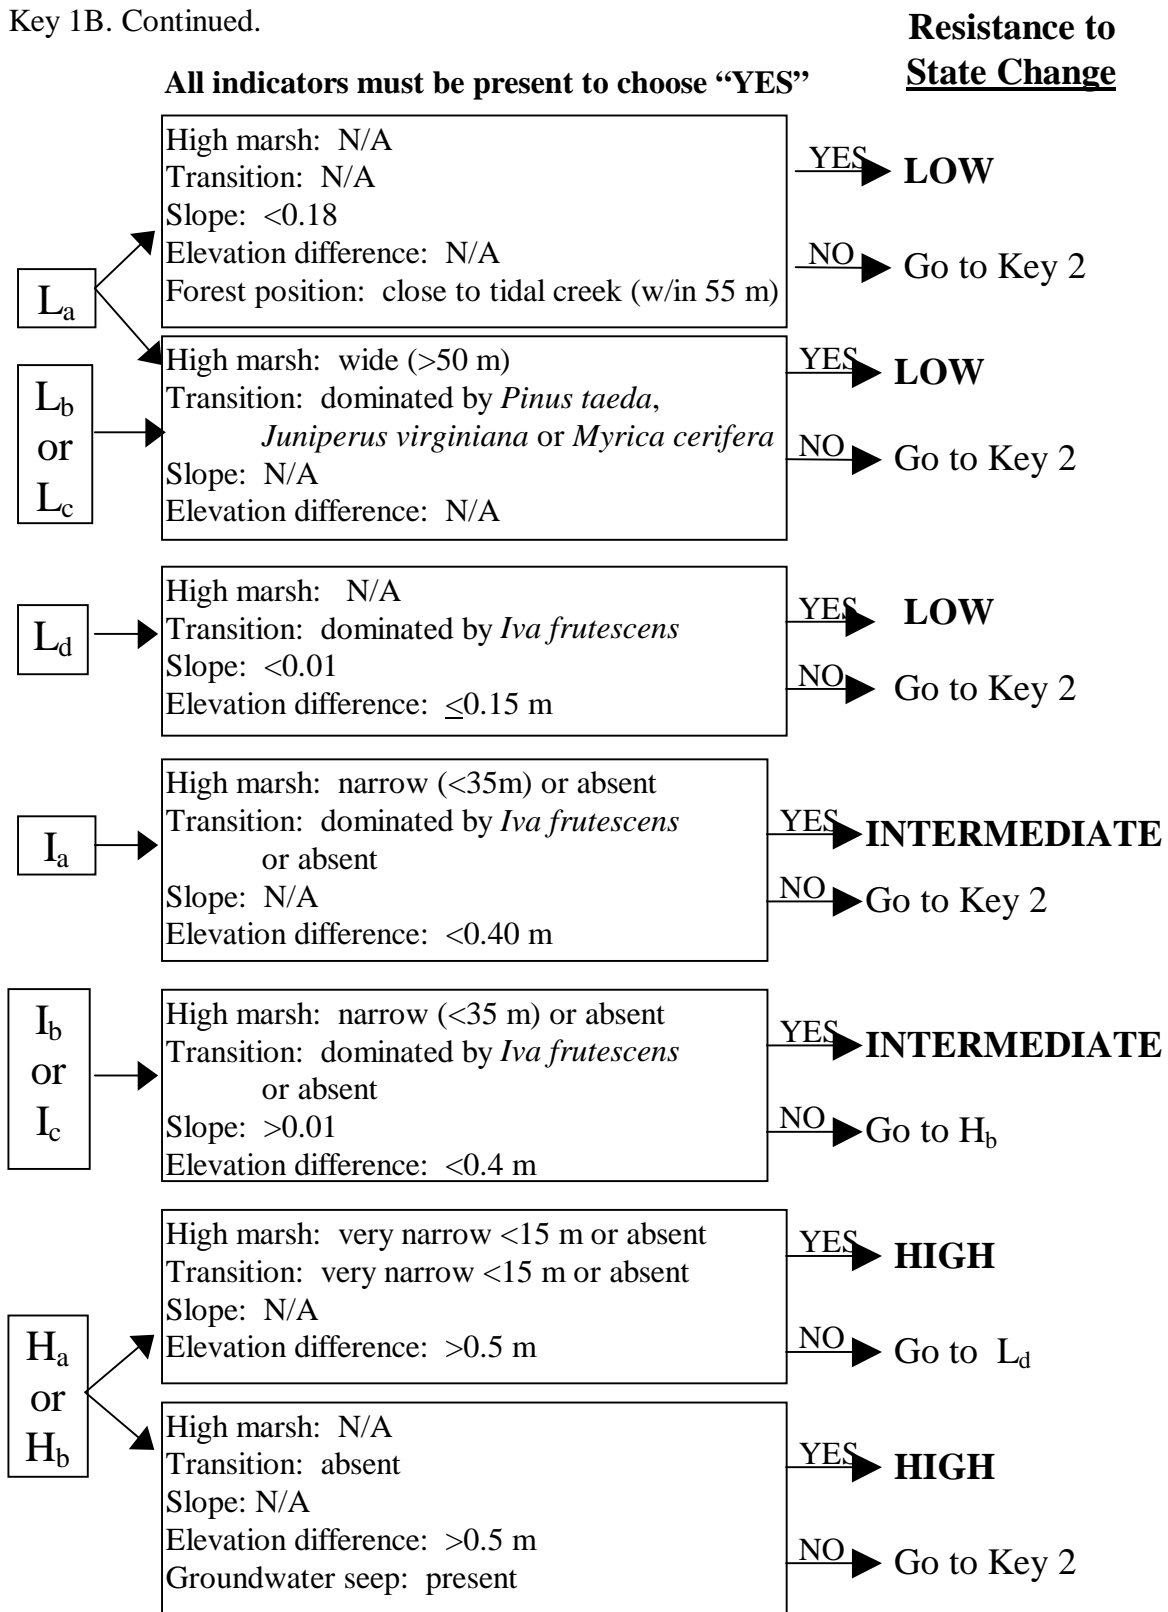 Key 1B. Continued.
Resistance to
State Change
All indicators must be present to choose “YES”
La
High marsh: N/A
Transition: N/A
Slope: <0.18
Elevation difference: N/A
Forest position: close to tidal creek (w/in 55 m)
YES
LOW
NO
Go to Key 2
Lb
or
Lc
High marsh: wide (>50 m)
Transition: dominated by Pinus taeda,
Juniperus virginiana or Myrica cerifera
Slope: N/A
Elevation difference: N/A
YES
LOW
NO
Go to Key 2
Ld
High marsh: N/A
Transition: dominated by Iva frutescens
Slope: <0.01
Elevation difference: ≤0.15 m
YES
LOW
NO
Go to Key 2
Ia
High marsh: narrow (<35m) or absent
Transition: dominated by Iva frutescens
or absent
Slope: N/A
Elevation difference: <0.40 m
YES
INTERMEDIATE
NO
Go to Key 2
Ib
or
Ic
High marsh: narrow (<35 m) or absent
Transition: dominated by Iva frutescens
or absent
Slope: >0.01
Elevation difference: <0.4 m
YES
INTERMEDIATE
NO
Go to Hb
Ha
or
Hb
High marsh: very narrow <15 m or absent
Transition: very narrow <15 m or absent
Slope: N/A
Elevation difference: >0.5 m
YES
HIGH
NO
Go to Ld
High marsh: N/A
Transition: absent
Slope: N/A
Elevation difference: >0.5 m
Groundwater seep: present
YES
HIGH
NO
Go to Key 2